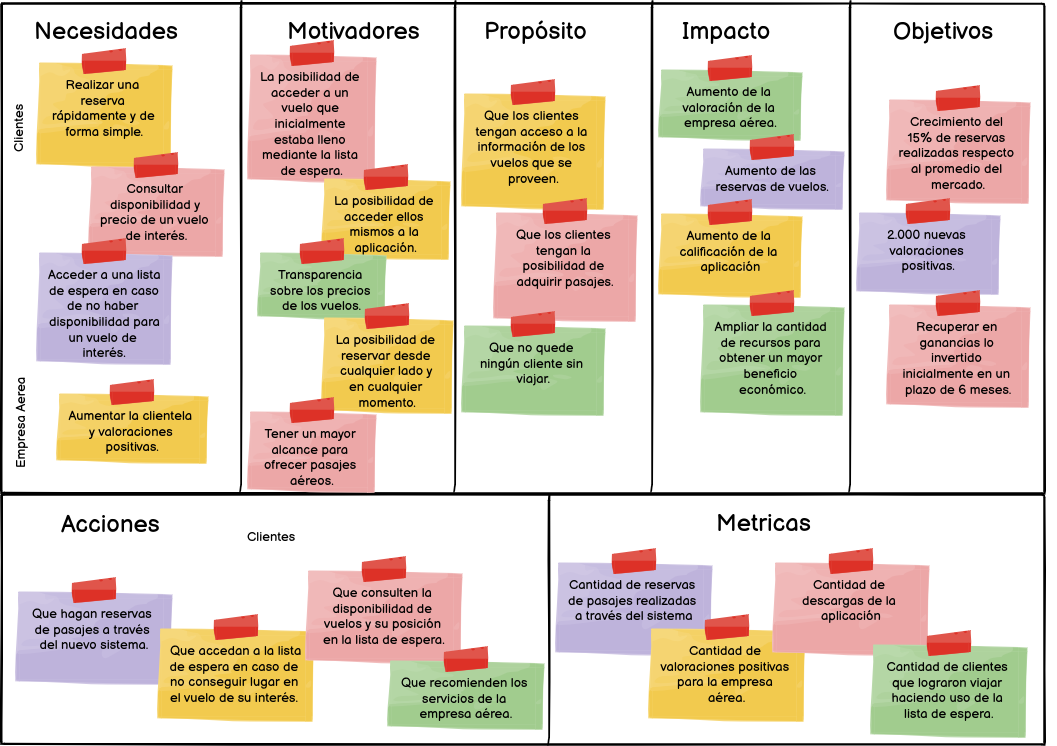 Necesidades
Clientes
Realizar una
reserva
rápidamente y de
forma simple.
Consultar
disponibilidad y
precio de un vuelo
de interés.
Acceder a una lista
de espera en caso
de no haber
disponibilidad para
un vuelo de
interés.
Empresa Aerea
Aumentar la clientela
y valoraciones
positivas.
Motivadores
La posibilidad de
acceder a un
vuelo que
inicialmente
estaba lleno
mediante la lista
de espera.
La posibilidad de
acceder ellos
mismos a la
aplicación.
Transparencia
sobre los precios
de los vuelos.
La posibilidad de
reservar desde
cualquier lado y
en cualquier
momento.
Tener un mayor
alcance para
ofrecer pasajes
aéreos.
Propósito
Que los clientes
tengan acceso a la
información de los
vuelos que se
proveen.
Que los clientes
tengan la
posibilidad de
adquirir pasajes.
Que no quede
ningún cliente sin
viajar.
Impacto
Aumento de la
valoración de la
empresa aérea.
Aumento de las
reservas de vuelos.
Aumento de la
calificación de la
aplicación
Ampliar la cantidad
de recursos para
obtener un mayor
beneficio
económico.
Objetivos
Crecimiento del
15% de reservas
realizadas respecto
al promedio del
mercado.
2.000 nuevas
valoraciones
positivas.
Recuperar en
ganancias lo
invertido
inicialmente en un
plazo de 6 meses.
Acciones
Clientes
Que hagan reservas
de pasajes a través
del nuevo sistema.
Que accedan a la lista
de espera en caso de
no conseguir lugar en
el vuelo de su interés.
Que consulten la
disponibilidad de
vuelos y su posición
en la lista de espera.
Que recomienden los
servicios de la
empresa aérea.
Metricas
Cantidad de reservas
de pasajes realizadas
a través del sistema
Cantidad de
valoraciones positivas
para la empresa
aérea.
Cantidad de
descargas de la
aplicación
Cantidad de clientes
que lograron viajar
haciendo uso de la
lista de espera.